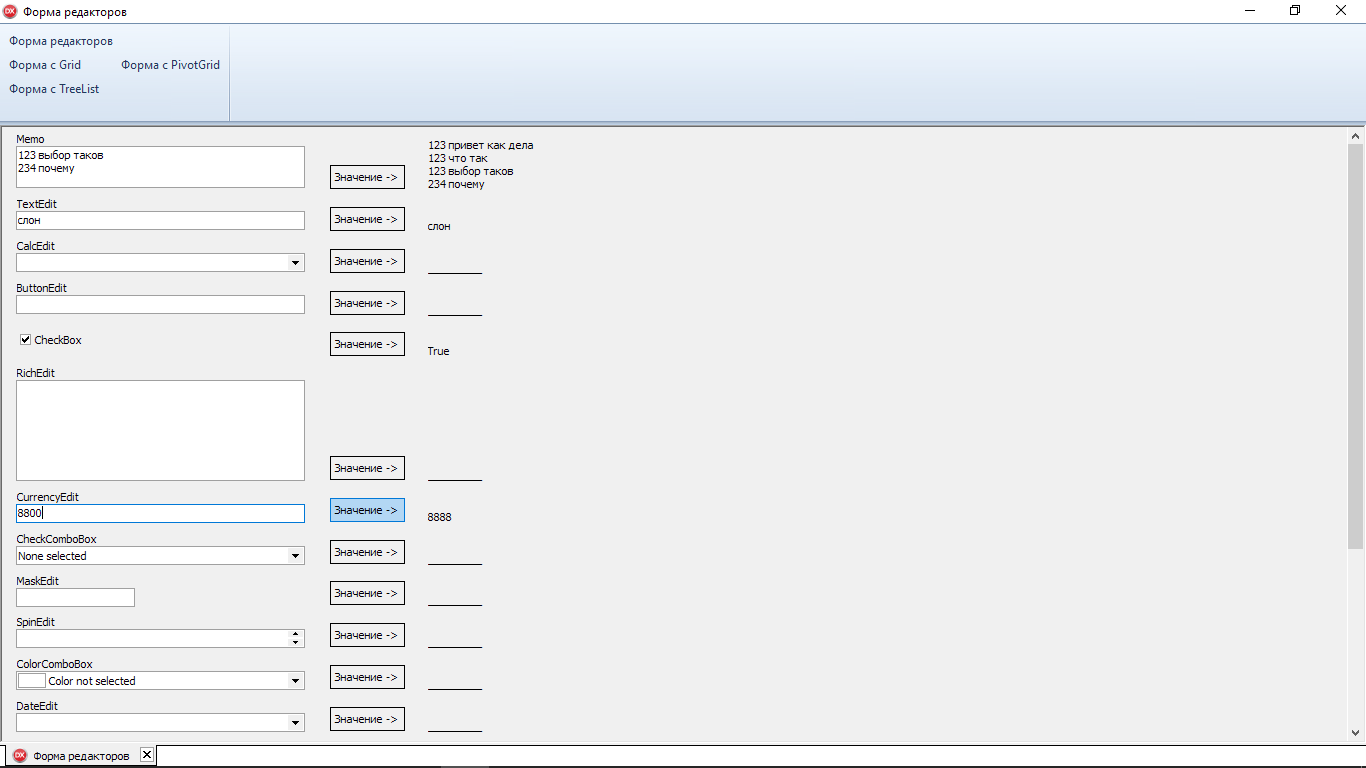 DX Форма редакторов
Форма редакторов
Форма с Grid Форма с PivotGrid
Форма с TreeList
Memo
123 выбор таков
234 почему
Значение ->
123 привет как дела
123 что так
123 выбор таков
234 почему
TextEdit
слон
Значение ->
слон
CalcEdit
Значение ->
ButtonEdit
Значение ->
CheckBox
Значение ->
True
RichEdit
Значение ->
CurrencyEdit
8800
Значение ->
8888
CheckComboBox
None selected
Значение ->
MaskEdit
Значение ->
SpinEdit
Значение ->
ColorComboBox
Color not selected
Значение ->
DateEdit
Значение ->
DX Форма редакторов